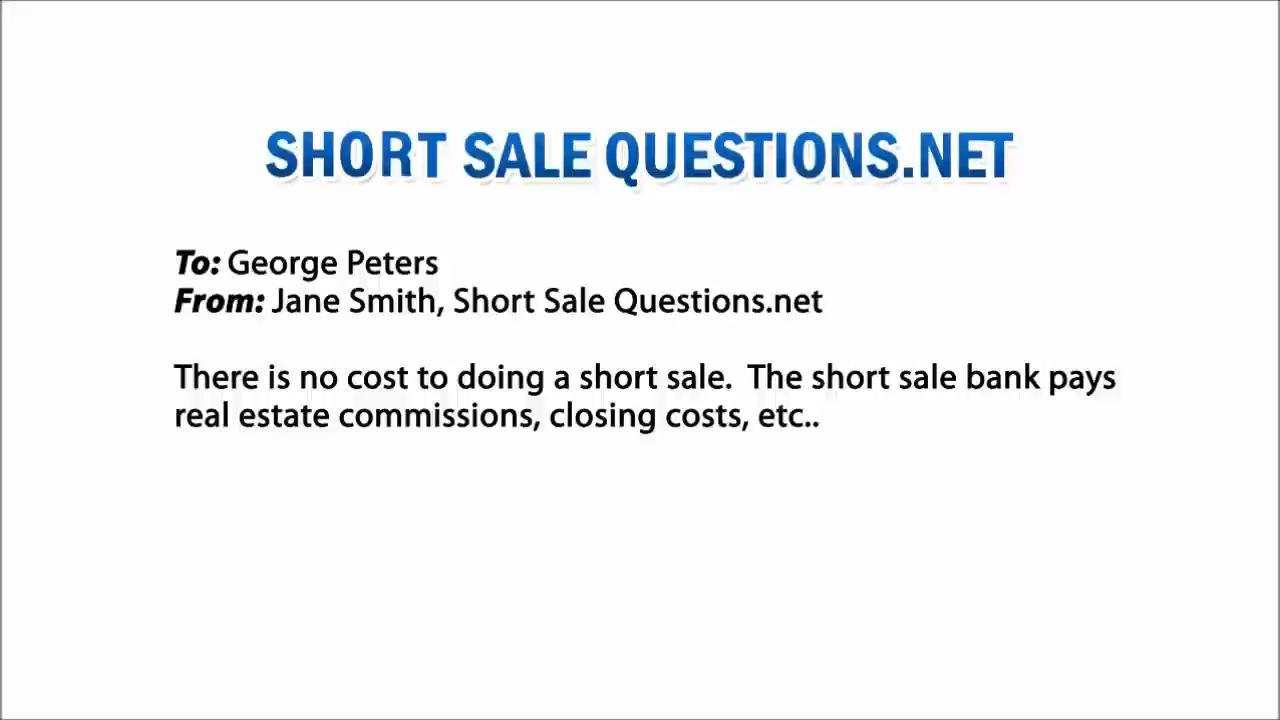 SHORT SALE QUESTIONS.NET
To: George Peters
From: Jane Smith, Short Sale Questions.net
There is no cost to doing a short sale.  The short sale bank pays
real estate commissions, closing costs, etc..